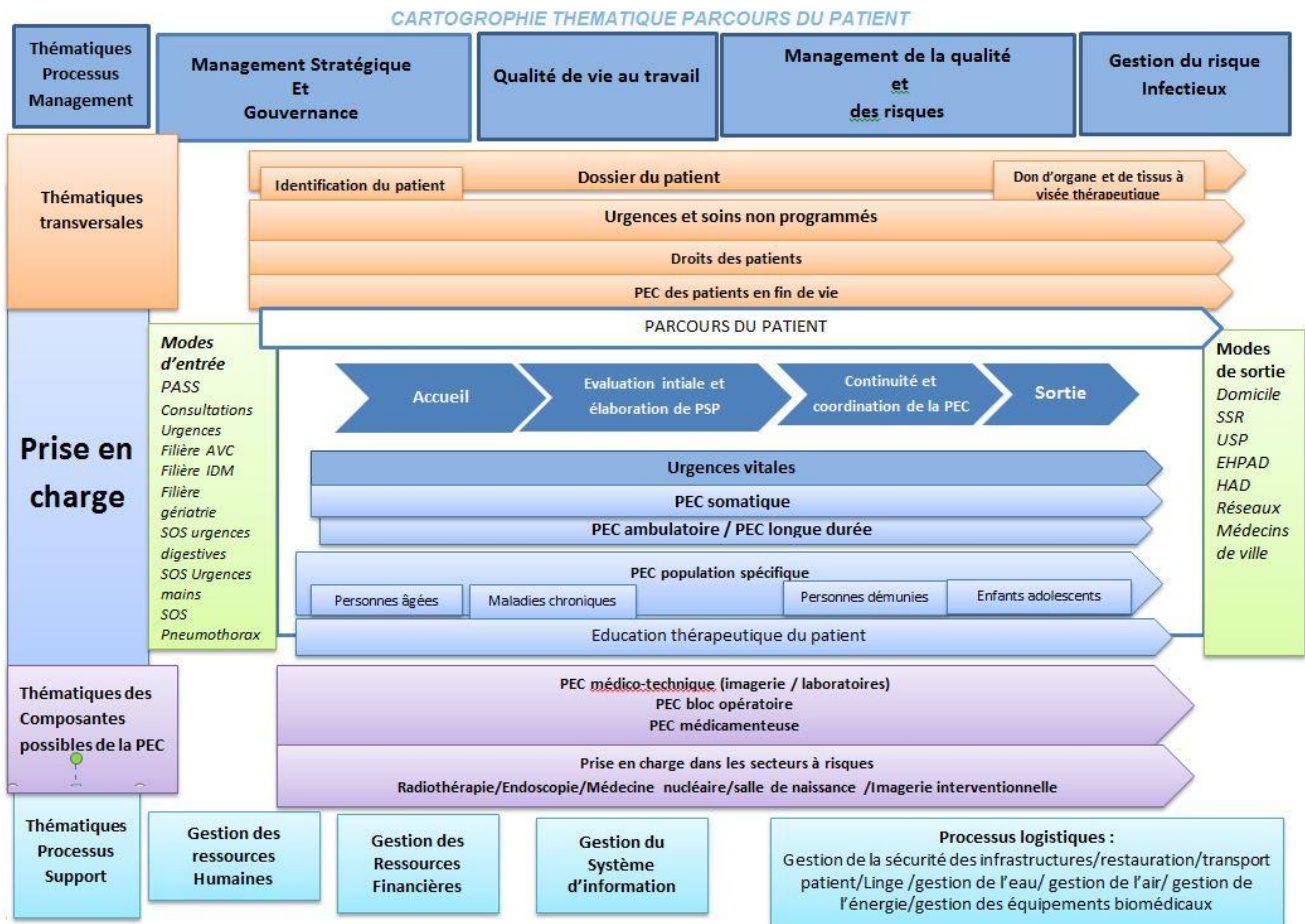 CARTOGROPHIE THEMATIQUE PARCOURS DU PATIENT
Thématiques
Processus
Management
Management Stratégique
Et
Gouvernance
Qualité de vie au travail
Management de la qualité
et
des risques
Gestion du risque
Infectieux
Thématiques
transversales
Identification du patient
Dossier du patient
Don d'organe et de tissus à
visée thérapeutique
Urgences et soins non programmés
Droits des patients
PEC des patients en fin de vie
PARCOURS DU PATIENT
Prise en
charge
Modes
d'entrée
PASS
Consultations
Urgences
Filière AVC
Filière IDM
Filière
gériatrie
SOS urgences
digestives
SOS Urgences
mains
SOS
Pneumothorax
Accueil
Evaluation intiale et
élaboration de PSP
Continuité et
coordination de la PEC
Sortie
Urgences vitales
PEC somatique
PEC ambulatoire / PEC longue durée
PEC population spécifique
Personnes âgées
Maladies chroniques
Personnes démunies
Enfants adolescents
Education thérapeutique du patient
Modes
de sortie
Domicile
SSR
USP
EHPAD
HAD
Réseaux
Médecins
de ville
Thématiques des
Composantes
possibles de la PEC
PEC médico-technique (imagerie / laboratoires)
PEC bloc opératoire
PEC médicamenteuse
Prise en charge dans les secteurs à risques
Radiothérapie/Endoscopie/Médecine nucléaire/salle de naissance /Imagerie interventionnelle
Thématiques
Processus
Support
Gestion des
ressources
Humaines
Gestion des
Ressources
Financières
Gestion du
Système
d'information
Processus logistiques :
Gestion de la sécurité des infrastructures/restauration/transport
patient/Linge /gestion de l'eau/ gestion de l'air/ gestion de
l'énergie/gestion des équipements biomédicaux